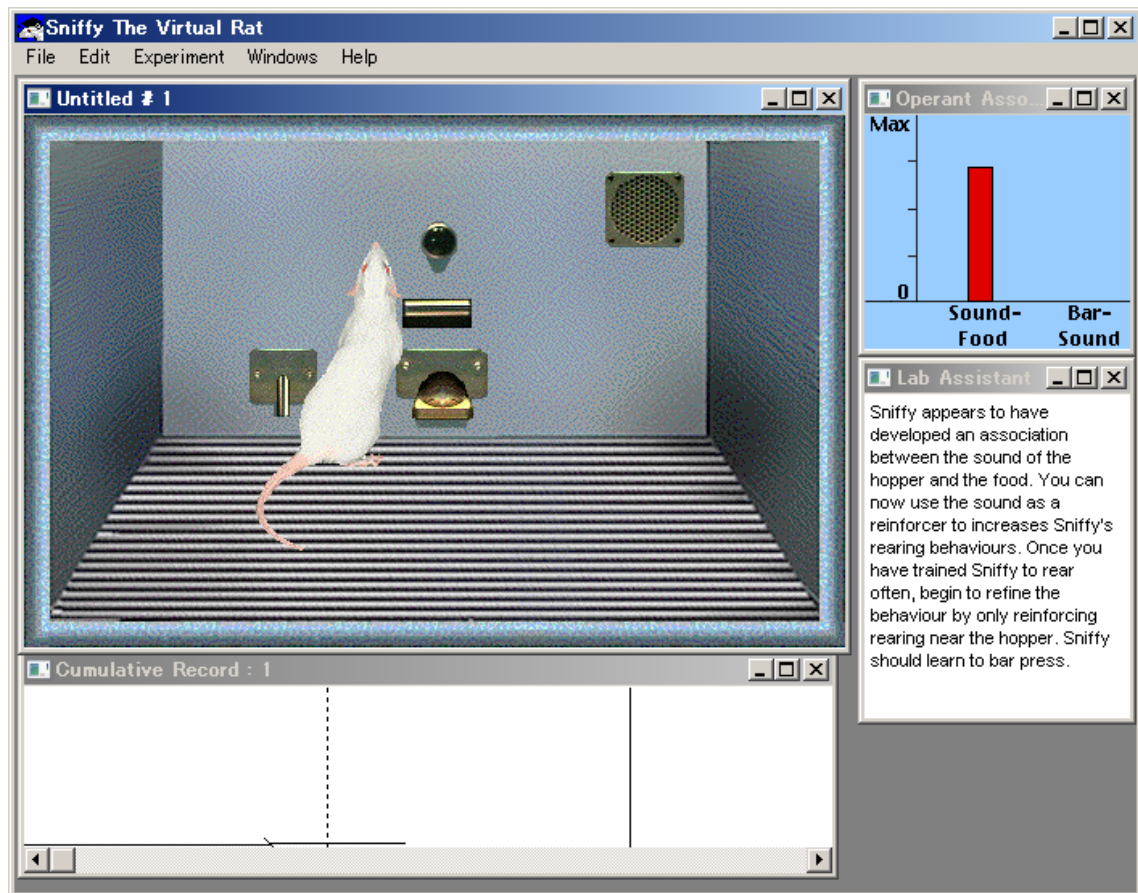 Sniffy The Virtual Rat
File Edit Experiment Windows Help
Untitled # 1
Operant Asso...
Max
0
Sound-
Food
Bar-
Sound
Lab Assistant
Sniffy appears to have
developed an association
between the sound of the
hopper and the food. You can
now use the sound as a
reinforcer to increases Sniffy's
rearing behaviours. Once you
have trained Sniffy to rear
often, begin to refine the
behaviour by only reinforcing
rearing near the hopper. Sniffy
should learn to bar press.
Cumulative Record : 1